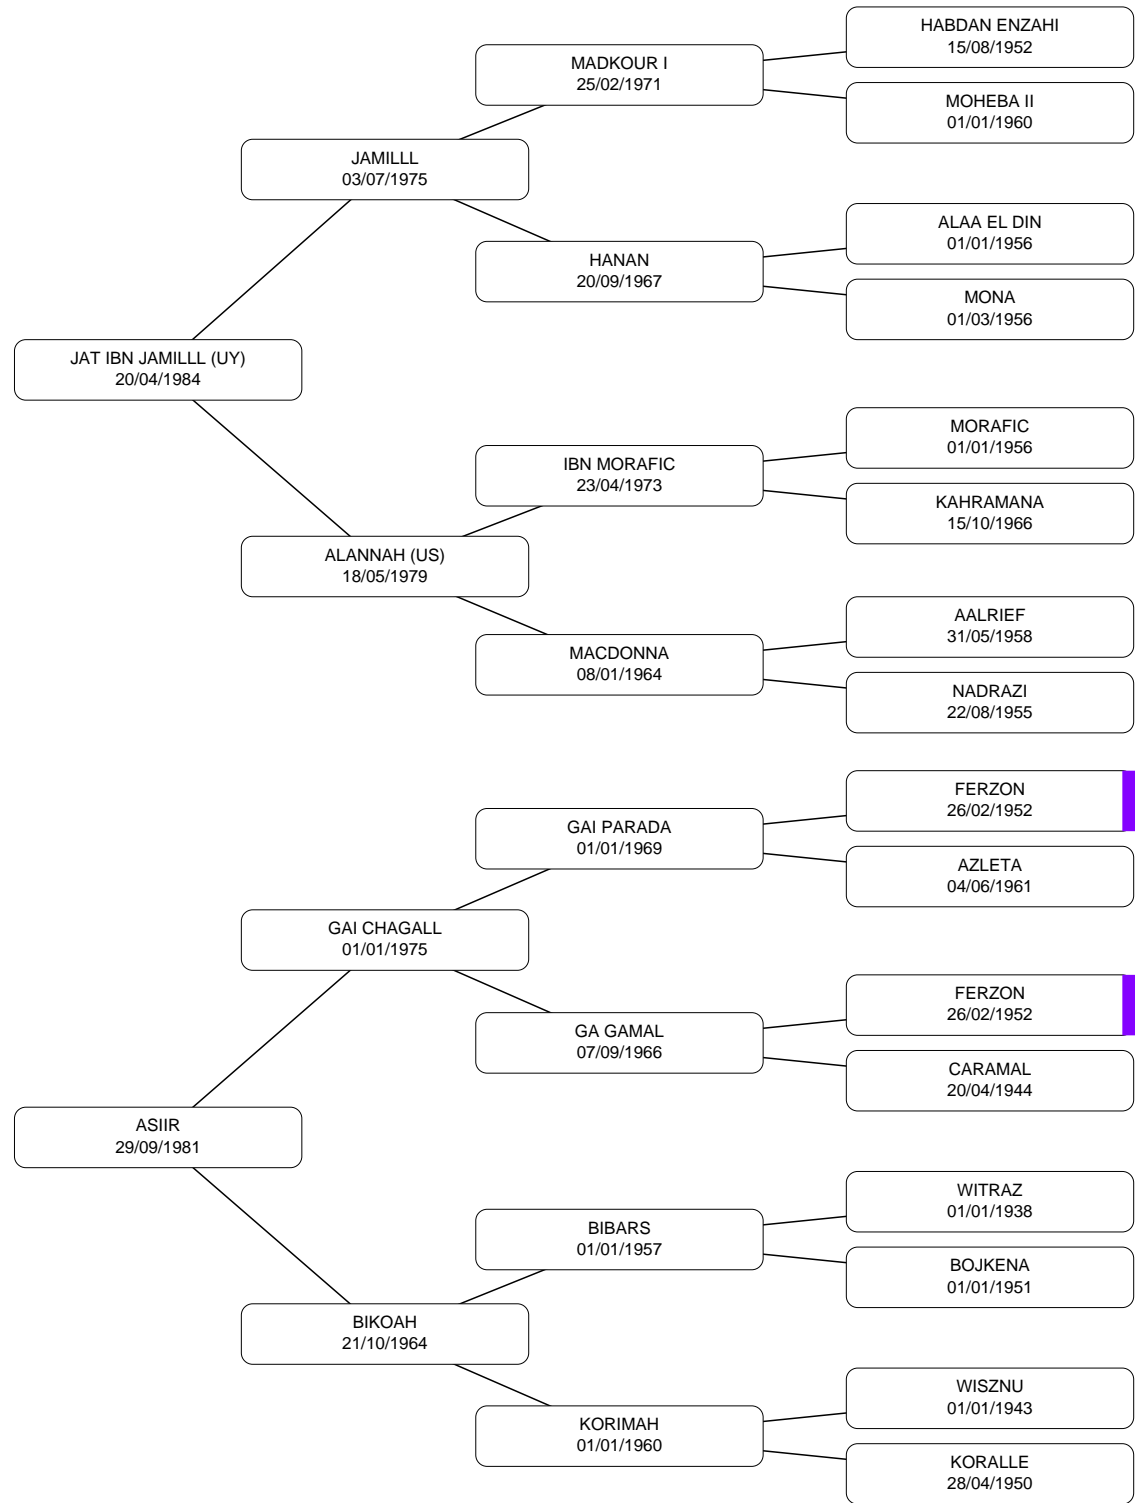 HABDAN ENZAHI
15/08/1952
MADKOUR I
25/02/1971
MOHEBA II
01/01/1960
JAMILLL
03/07/1975
ALAA EL DIN
01/01/1956
HANAN
20/09/1967
MONA
01/03/1956
JAT IBN JAMILLL (UY)
20/04/1984
MORAFIC
01/01/1956
IBN MORAFIC
23/04/1973
KAHRAMANA
15/10/1966
ALANNAH (US)
18/05/1979
AALRIEF
31/05/1958
MACDONNA
08/01/1964
NADRAZI
22/08/1955
FERZON
26/02/1952
GAI PARADA
01/01/1969
AZLETA
04/06/1961
GAI CHAGALL
01/01/1975
FERZON
26/02/1952
GA GAMAL
07/09/1966
CARAMAL
20/04/1944
ASIIR
29/09/1981
WITRAZ
01/01/1938
BIBARS
01/01/1957
BOJKENA
01/01/1951
BIKOAH
21/10/1964
WISZNU
01/01/1943
KORIMAH
01/01/1960
KORALLE
28/04/1950